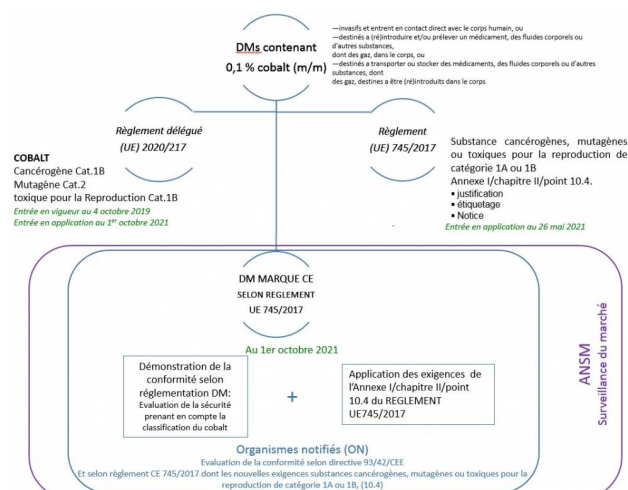 DMs contenant
0,1 % cobalt (m/m)
—invasifs et entrent en contact direct avec le corps humain, ou
—destinés a (ré)introduire et/ou prélever un médicament, des fluides corporels ou
d'autres substances,
dont des gaz, dans le corps, ou
—destinés a transporter ou stocker des médicaments, des fluides corporels ou d'autres
substances, dont
des gaz, destines a être (ré)introduits dans le corps
Règlement délégué
(UE) 2020/217
COBALT
Cancérogène Cat.1B
Mutagène Cat.2
toxique pour la Reproduction Cat.1B
Entrée en vigueur au 4 octobre 2019
Entrée en application au 1er octobre 2021
Règlement
(UE) 745/2017
Substance cancérogènes, mutagènes
ou toxiques pour la reproduction de
catégorie 1A ou 1B
Annexe I/chapitre II/point 10.4.
▪ justification
▪ étiquetage
▪ Notice
Entrée en application au 26 mai 2021
DM MARQUE CE
SELON REGLEMENT
UE 745/2017
Au 1er octobre 2021
Démonstration de la
conformité selon
réglementation DM:
Evaluation de la sécurité
prenant en compte la
classification du cobalt
+
Application des exigences de
l'Annexe I/chapitre II/point
10.4 du REGLEMENT
UE745/2017
Organismes notifiés (ON)
Evaluation de la conformité selon directive 93/42/CEE
Et selon règlement CE 745/2017 dont les nouvelles exigences substances cancérogènes, mutagènes ou toxiques pour la
reproduction de catégorie 1A ou 1B, (10.4)
ANSM
Surveillance du marché